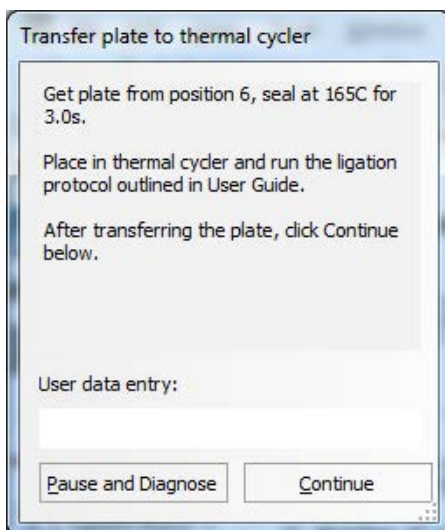 Transfer plate to thermal cycler
Get plate from position 6, seal at 165C for
3.0s.
Place in thermal cycler and run the ligation
protocol outlined in User Guide.
After transferring the plate, click Continue
below.
User data entry:
Pause and Diagnose
Continue